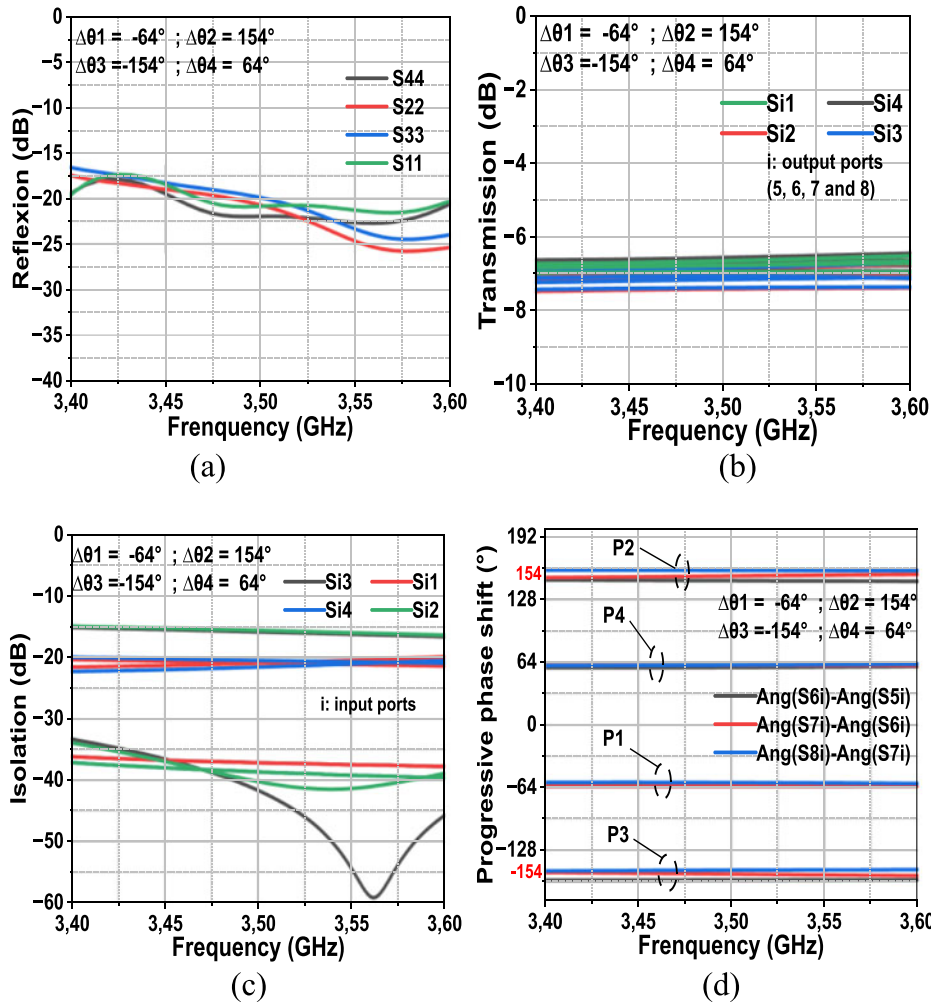 0
−5
−10
−15
−20
−25
−30
−35
−40
Reflexion (dB)
Δθ1 = -64° ; Δθ2 = 154°
Δθ3 =-154° ; Δθ4 = 64°
S44
S22
S33
S11
3,40 3,45 3,50 3,55 3,60
Frenquency (GHz)
(a)
0
−2
−4
−6
−8
−10
Transmission (dB)
Δθ1 = -64° ; Δθ2 = 154°
Δθ3 =-154° ; Δθ4 = 64°
Si1 Si4
Si2 Si3
i: output ports
(5, 6, 7 and 8)
3,40 3,45 3,50 3,55 3,60
Frenquency (GHz)
(b)
0
−10
−15
−20
−30
−35
−40
−50
−60
Isolation (dB)
Δθ1 = -64° ; Δθ2 = 154°
Δθ3 =-154° ; Δθ4 = 64°
Si3 Si1
Si4 Si2
i: input ports
3,40 3,45 3,50 3,55 3,60
Frequency (GHz)
(c)
192
154
128
64
0
−64
−128
-154
Progressive phase shift (°)
P2
Δθ1 = -64° ; Δθ2 = 154°
Δθ3 =-154° ; Δθ4 = 64°
P4
Ang(S6i)-Ang(S5i)
Ang(S7i)-Ang(S6i)
Ang(S8i)-Ang(S7i)
P1
P3
3,40 3,45 3,50 3,55 3,60
Frenquency (GHz)
(d)